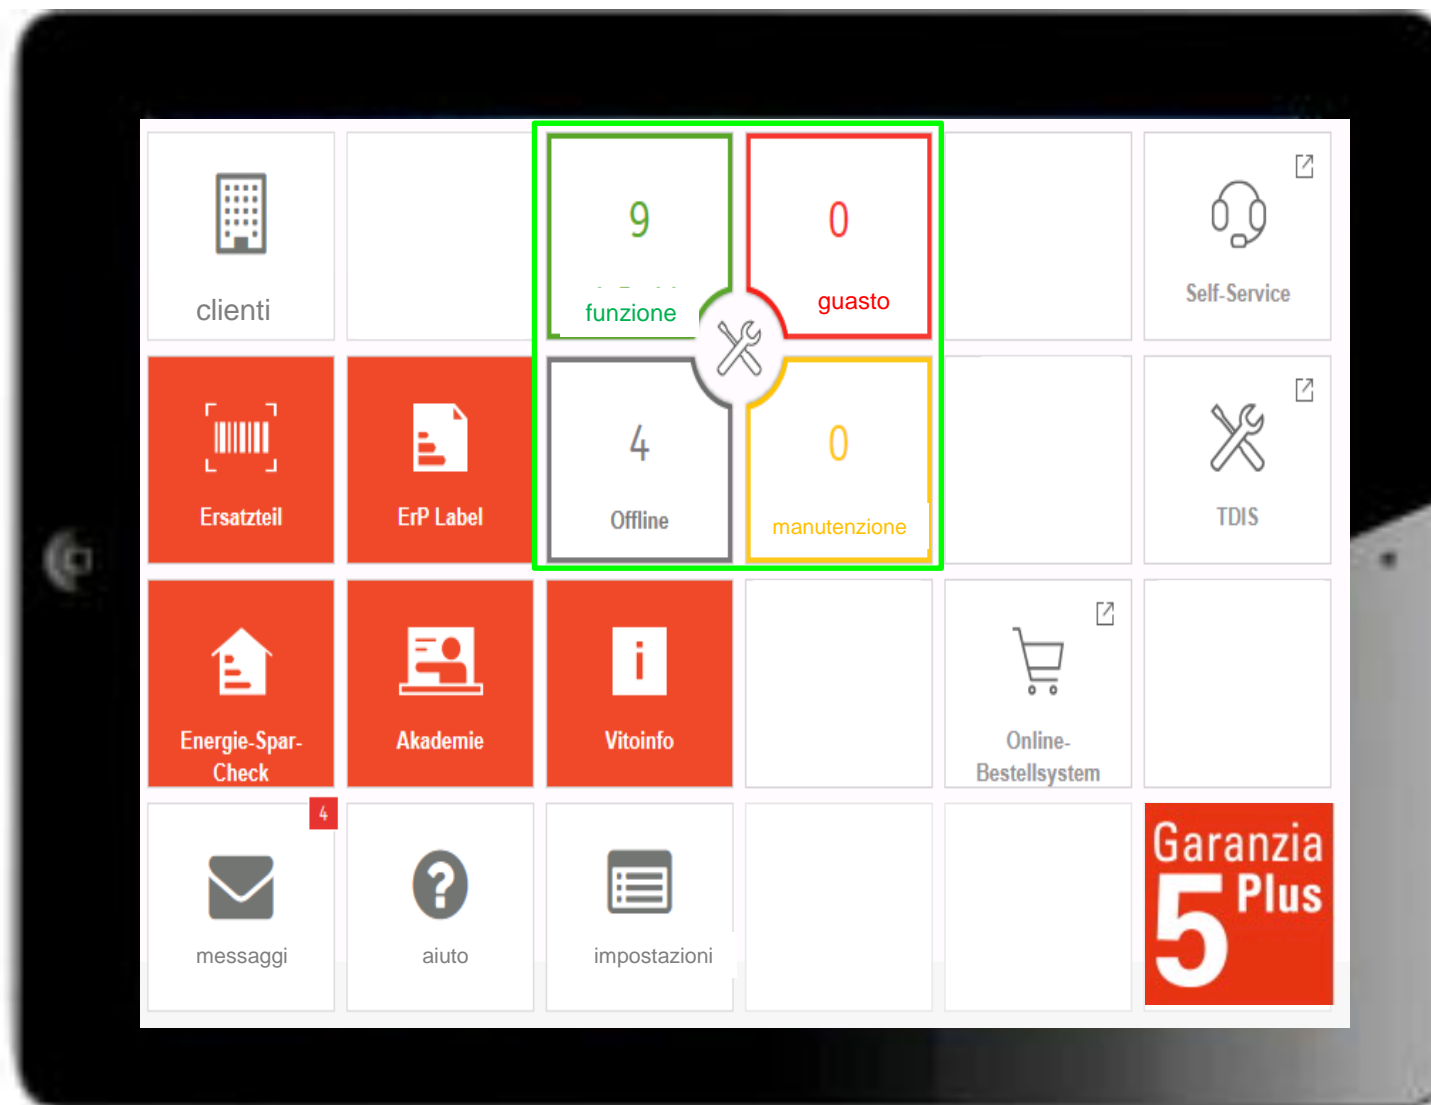 9
0
clienti
funzione
guasto
Self-Service
4
0
Ersatzteil
ErP Label
Offline
manutenzione
TDIS
i
Energie-Spar-
Check
Akademie
Vitoinfo
Online-
Bestellsystem
4
?
messaggi
aiuto
impostazioni
Garanzia
5 Plus